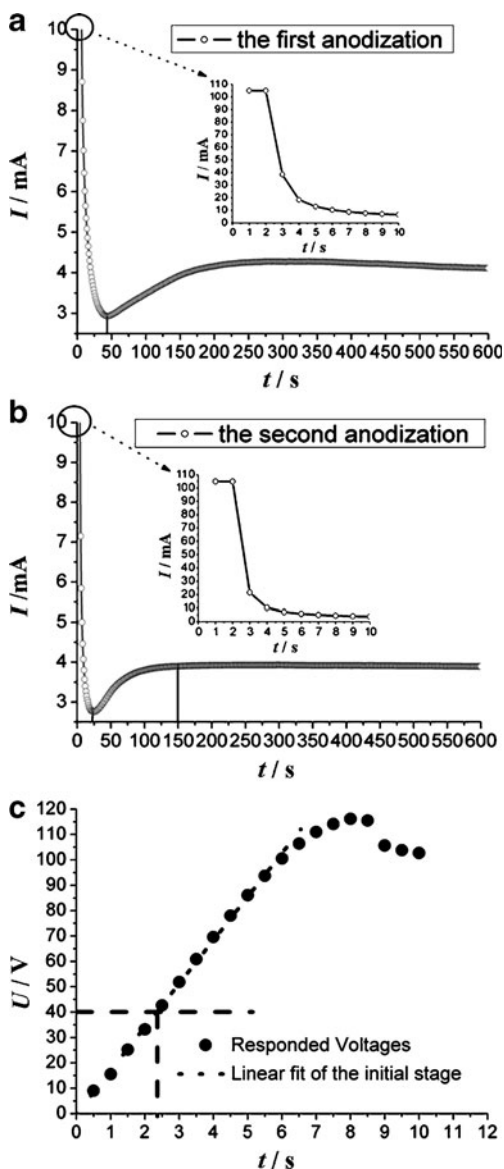 a
the first anodization
I / mA
10
9
8
7
6
5
4
3
0 50 100 150 200 250 300 350 400 450 500 550 600
t / s
I / mA
110
100
90
80
70
60
50
40
30
20
10
0
0 1 2 3 4 5 6 7 8 9 10
t / s
b
the second anodization
I / mA
10
9
8
7
6
5
4
3
0 50 100 150 200 250 300 350 400 450 500 550 600
t / s
I / mA
110
100
90
80
70
60
50
40
30
20
10
0
0 1 2 3 4 5 6 7 8 9 10
t / s
c
U / V
120
110
100
90
80
70
60
50
40
30
20
10
0
Responded Voltages
Linear fit of the initial stage
0 1 2 3 4 5 6 7 8 9 10 11 12
t / s